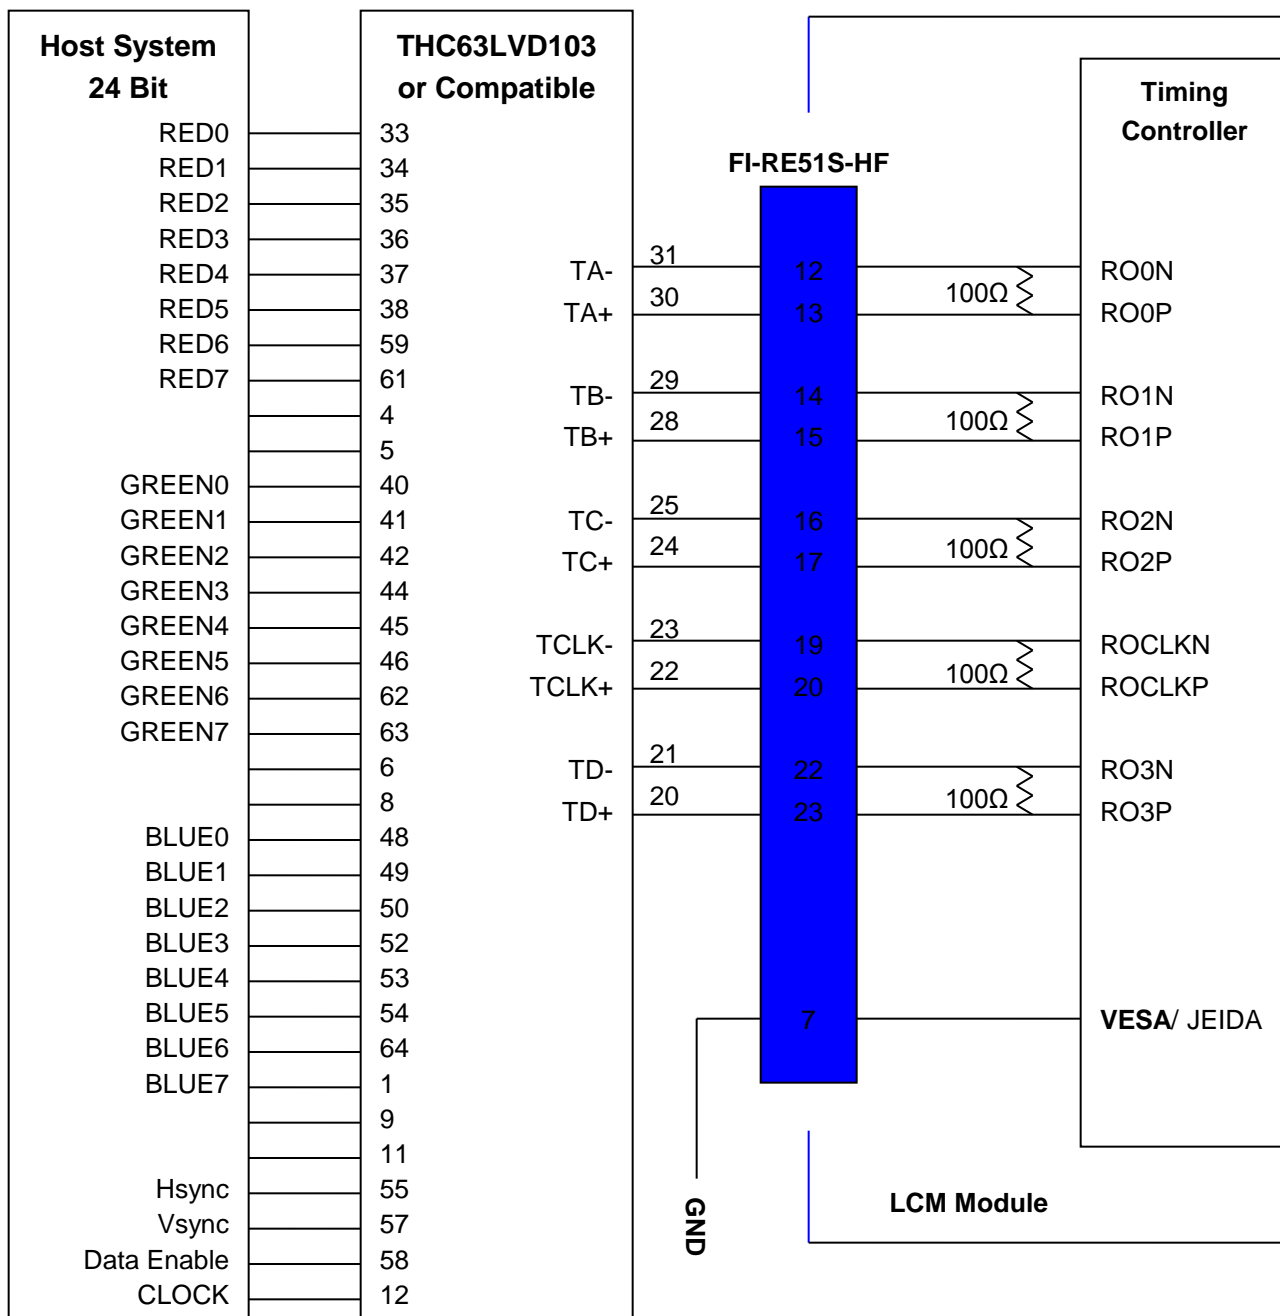 Host System
24 Bit
THC63LVD103
or Compatible
Timing
Controller
FI-RE51S-HF
RED0 33
RED1 34
RED2 35
RED3 36
RED4 37
RED5 38
RED6 59
RED7 61
4
5
GREEN0 40
GREEN1 41
GREEN2 42
GREEN3 44
GREEN4 45
GREEN5 46
GREEN6 62
GREEN7 63
6
8
BLUE0 48
BLUE1 49
BLUE2 50
BLUE3 52
BLUE4 53
BLUE5 54
BLUE6 64
BLUE7 1
9
11
Hsync 55
Vsync 57
Data Enable 58
CLOCK 12
TA- 31 12 RO0N
100Ω
TA+ 30 13 RO0P
TB- 29 14 RO1N
100Ω
TB+ 28 15 RO1P
TC- 25 16 RO2N
100Ω
TC+ 24 17 RO2P
TCLK- 23 19 ROCLKN
100Ω
TCLK+ 22 20 ROCLKP
TD- 21 22 RO3N
100Ω
TD+ 20 23 RO3P
7 VESA/ JEIDA
GND
LCM Module